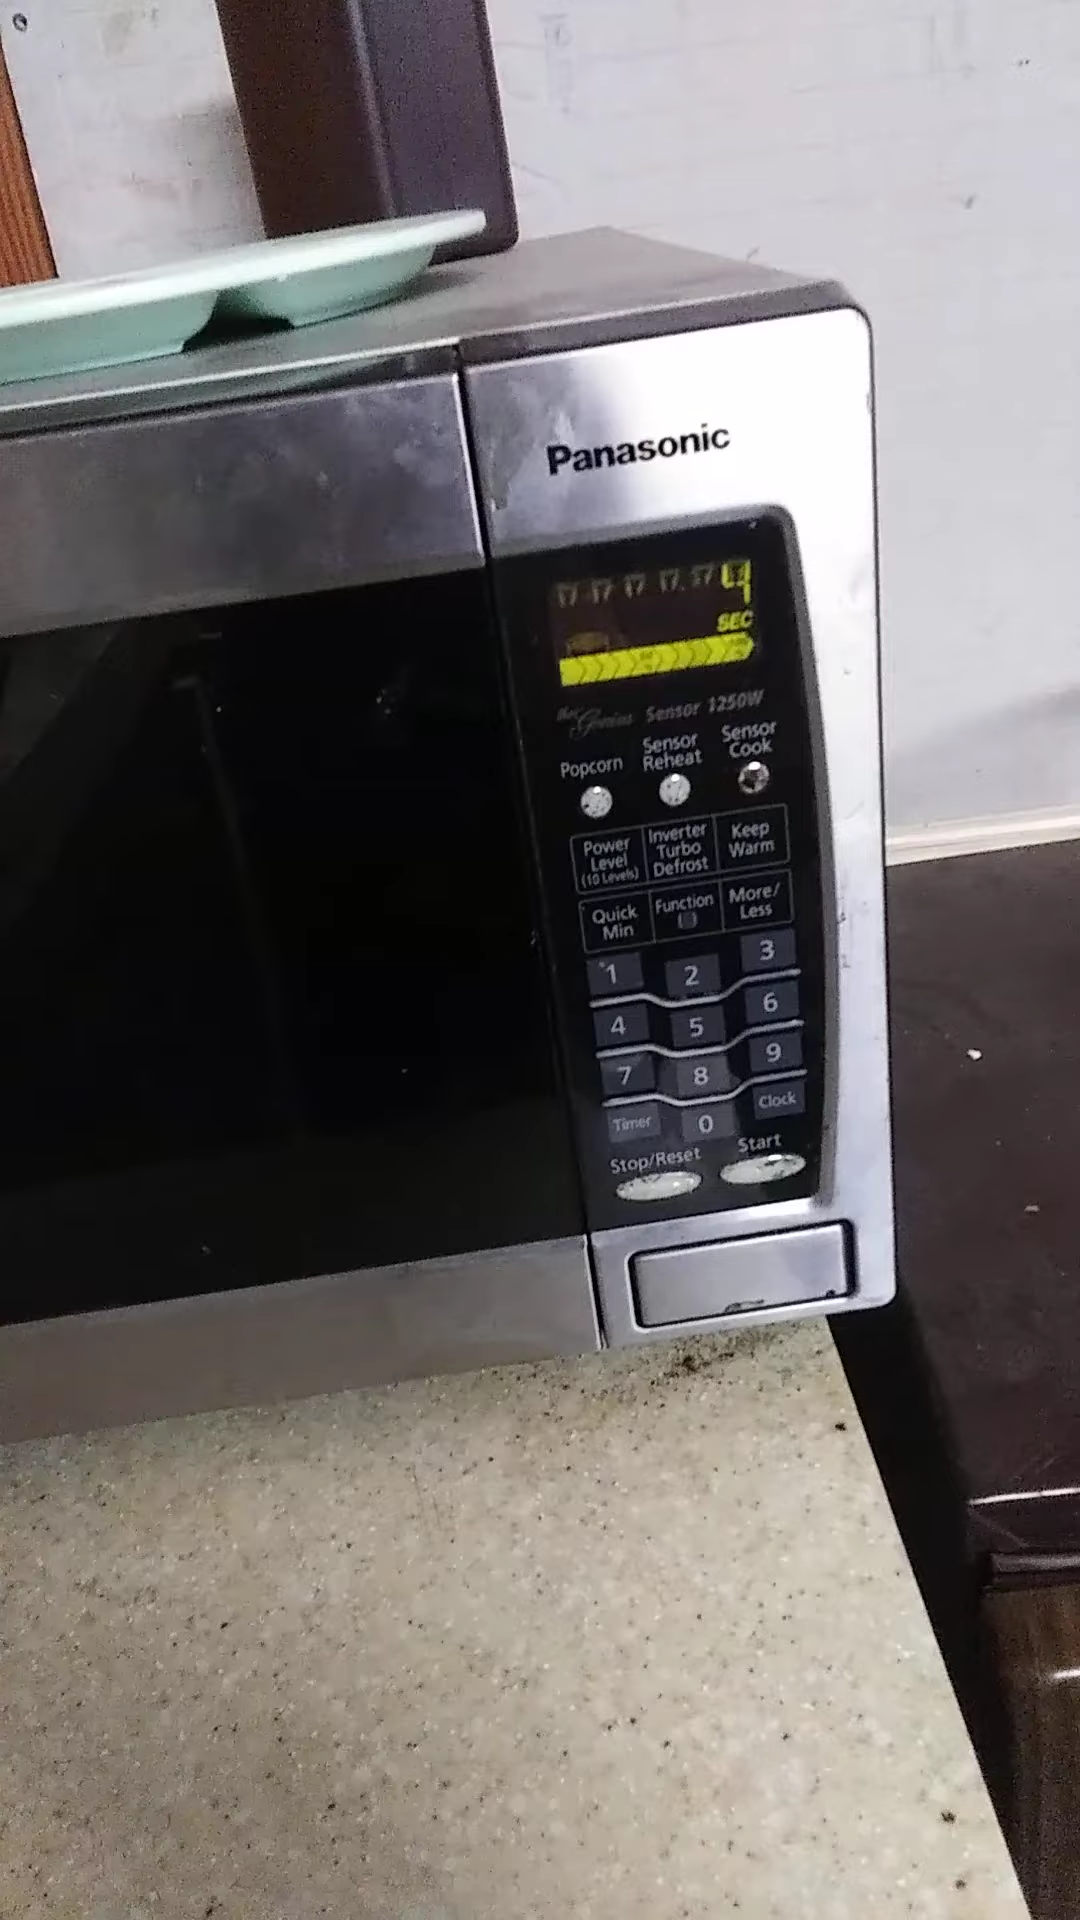 Panasonic
4
SEC
Genius Sensor 1250W
Popcorn
Sensor Reheat
Sensor Cook
Power Level (10 Levels)
Inverter Turbo Defrost
Keep Warm
Quick Min
Function
More/Less
1 2 3
4 5 6
7 8 9
Timer 0 Clock
Stop/Reset Start